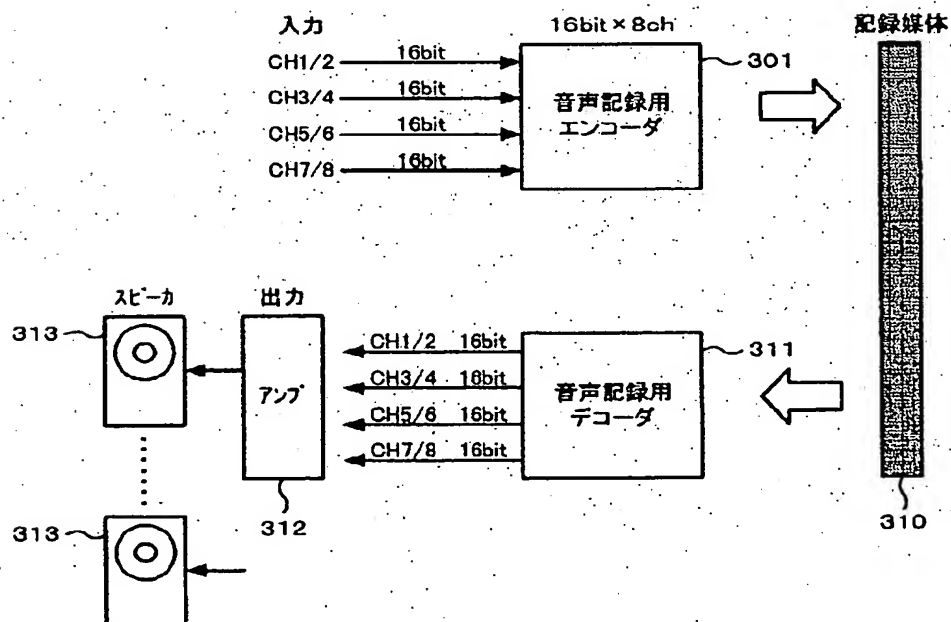 入力
16bit×8ch
記録媒体
CH1/2 16bit
CH3/4 16bit
CH5/6 16bit
CH7/8 16bit
音声記録用
エンコーダ
301
スピーカ
出力
313
アンプ
CH1/2 16bit
CH3/4 16bit
CH5/6 16bit
CH7/8 16bit
音声記録用
デコーダ
311
312
310
313